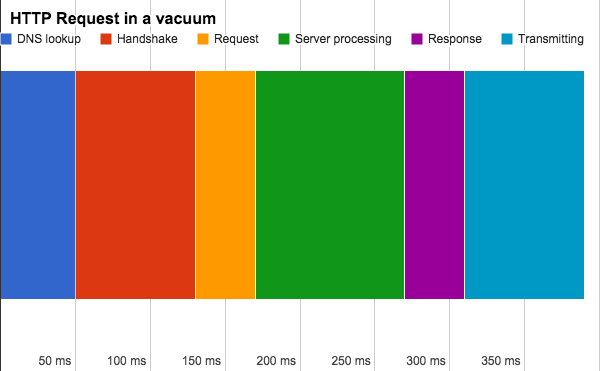 HTTP Request in a vacuum
DNS lookup Handshake Request Server processing Response Transmitting
50 ms 100 ms 150 ms 200 ms 250 ms 300 ms 350 ms